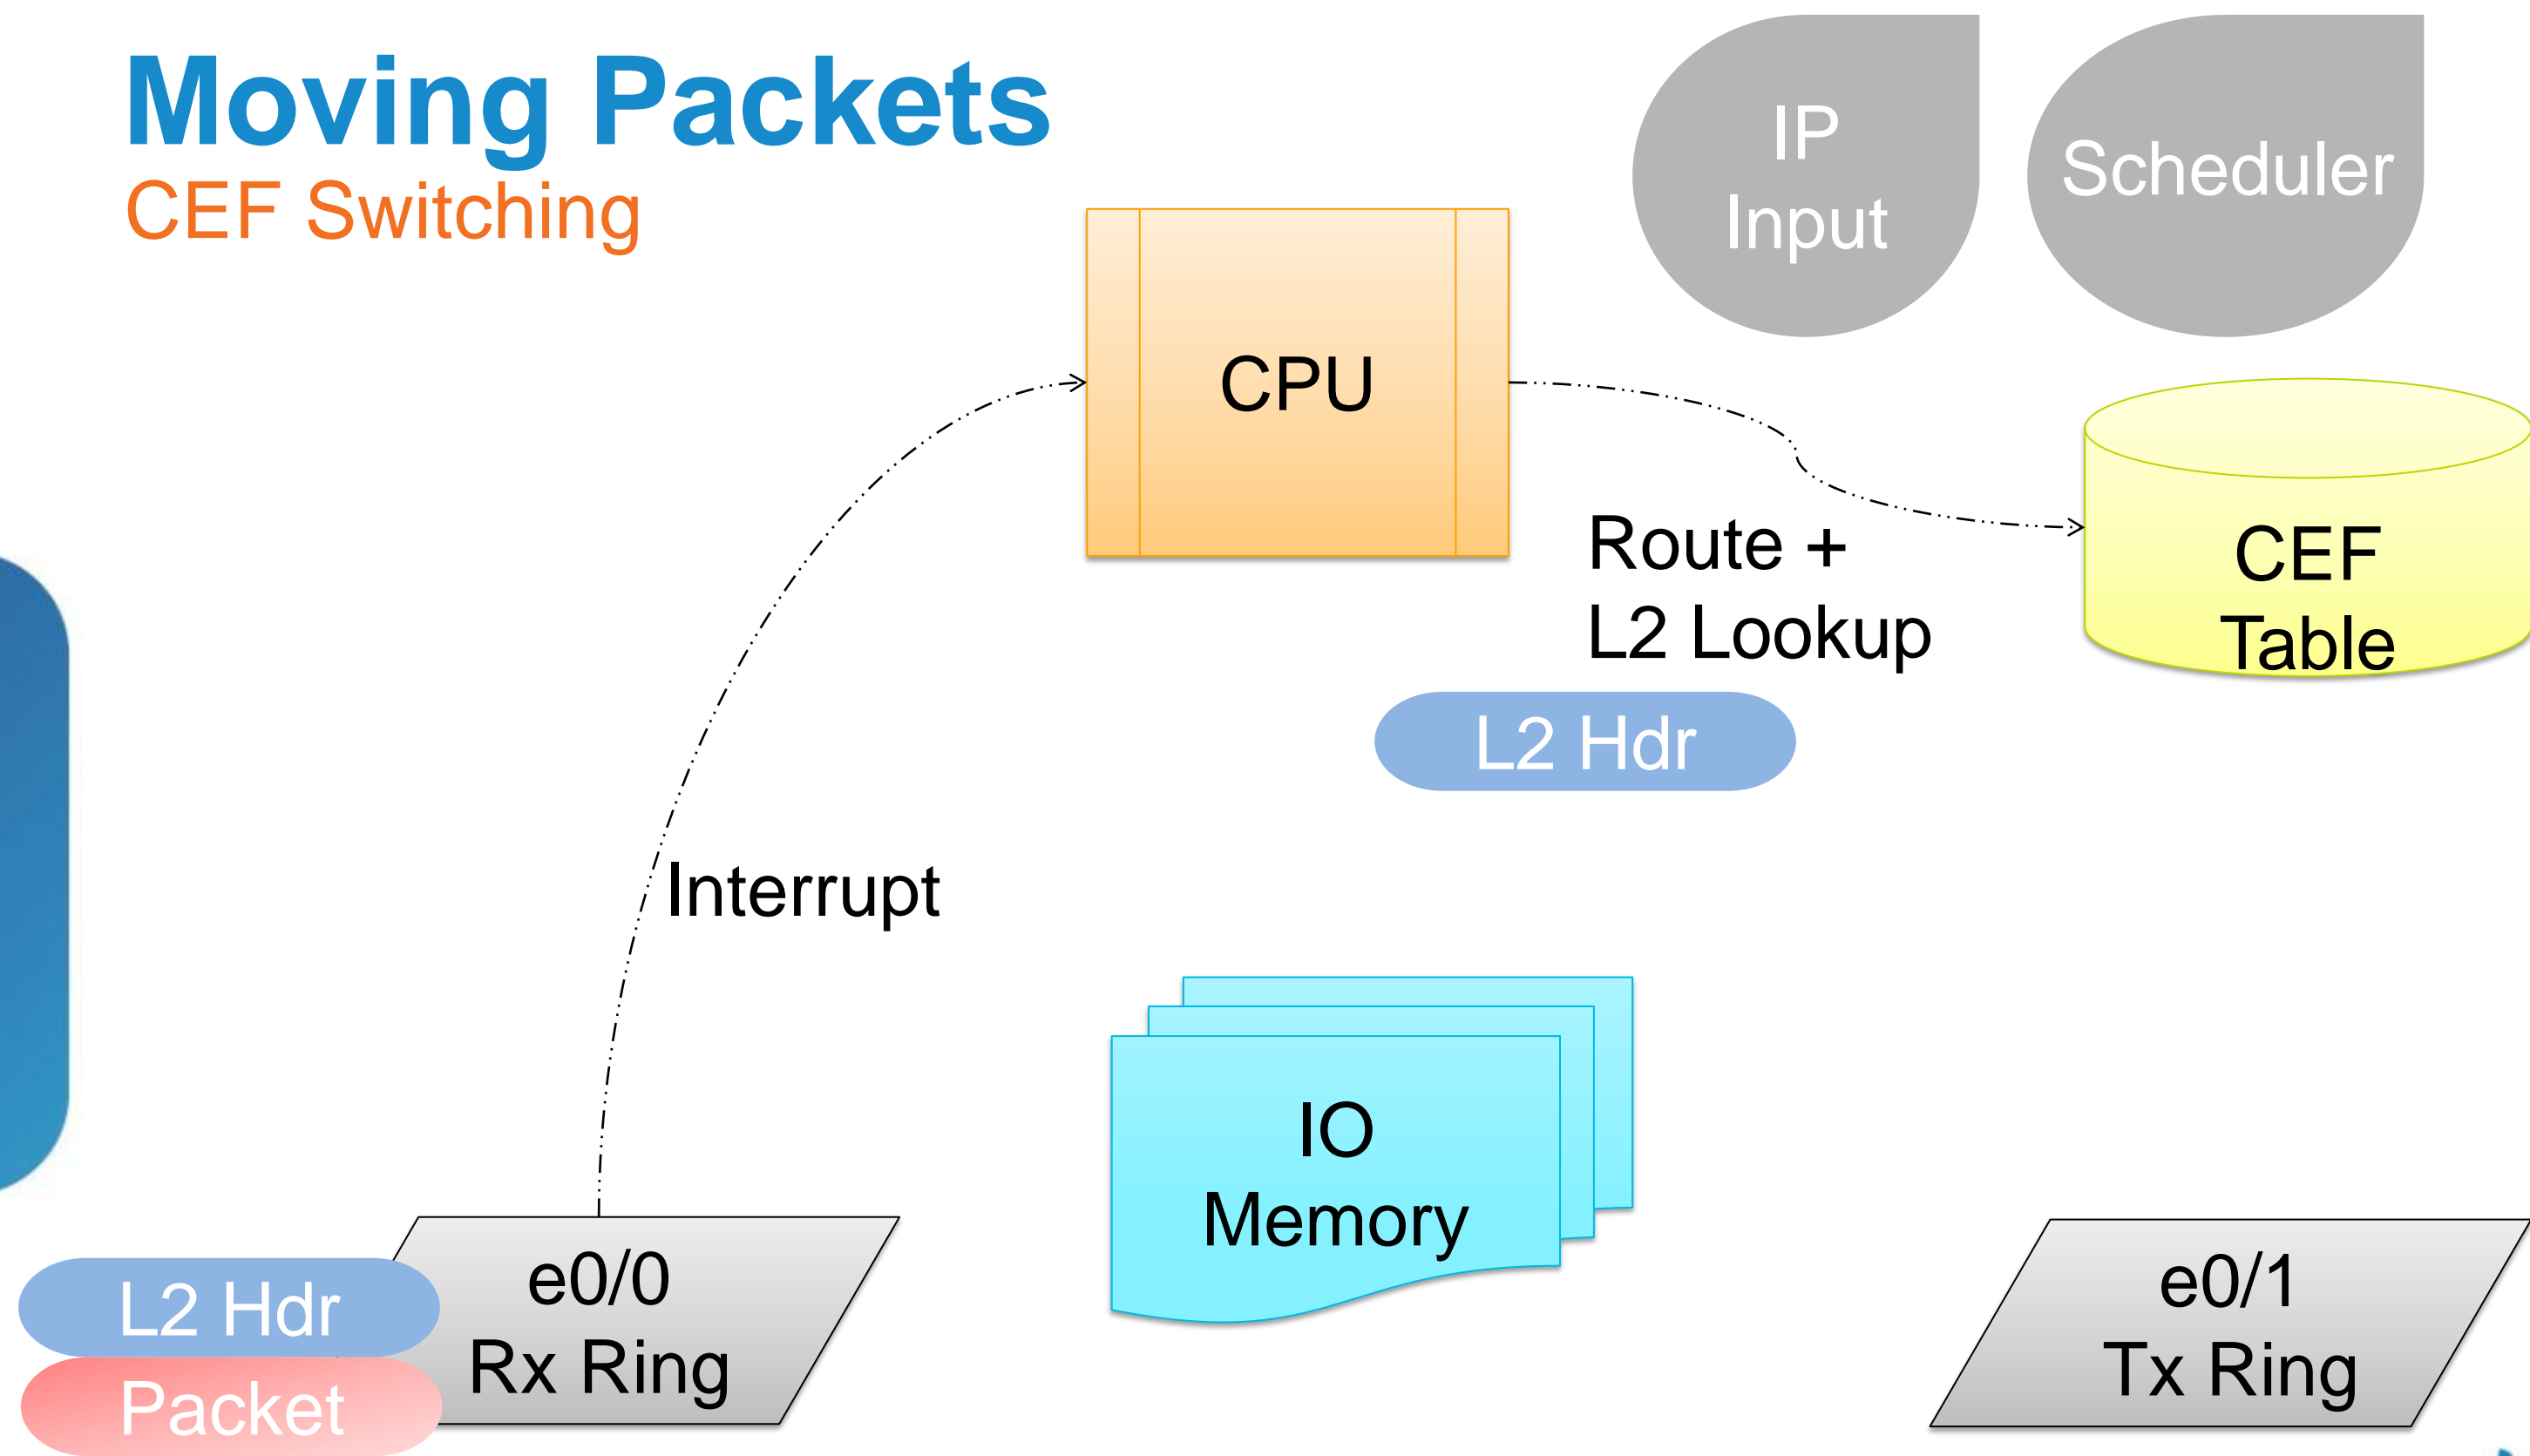 Moving Packets
CEF Switching
IP
Input
Scheduler
CPU
Route +
L2 Lookup
CEF
Table
L2 Hdr
Interrupt
IO
Memory
L2 Hdr
Packet
e0/0
Rx Ring
e0/1
Tx Ring